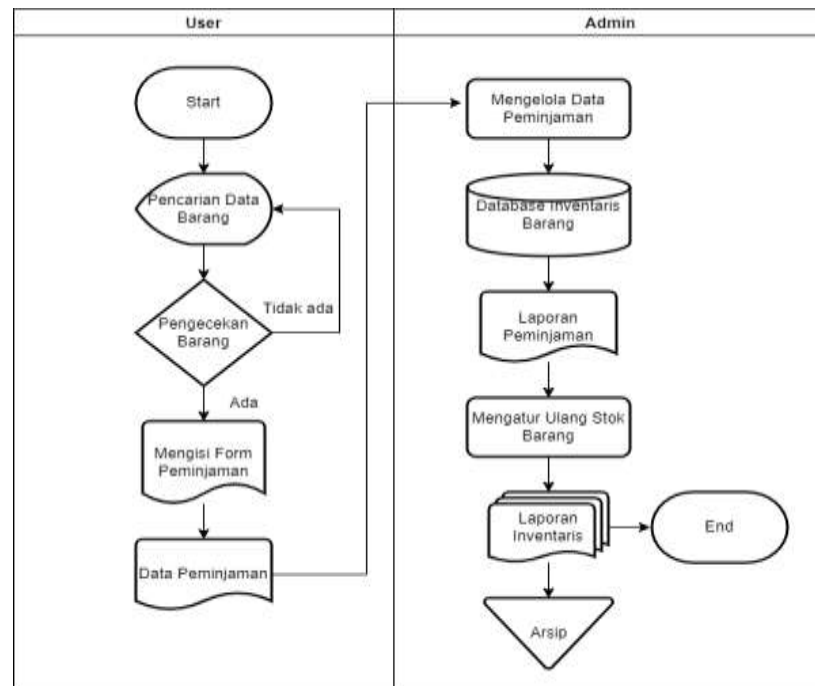 User
Start
Pencarian Data
Barang
Tidak ada
Pengecekan
Barang
Ada
Mengisi Form
Peminjaman
Data Peminjaman
Admin
Mengelola Data
Peminjaman
Database Inventaris
Barang
Laporan
Peminjaman
Mengatur Ulang Stok
Barang
Laporan
Inventaris
End
Arsip